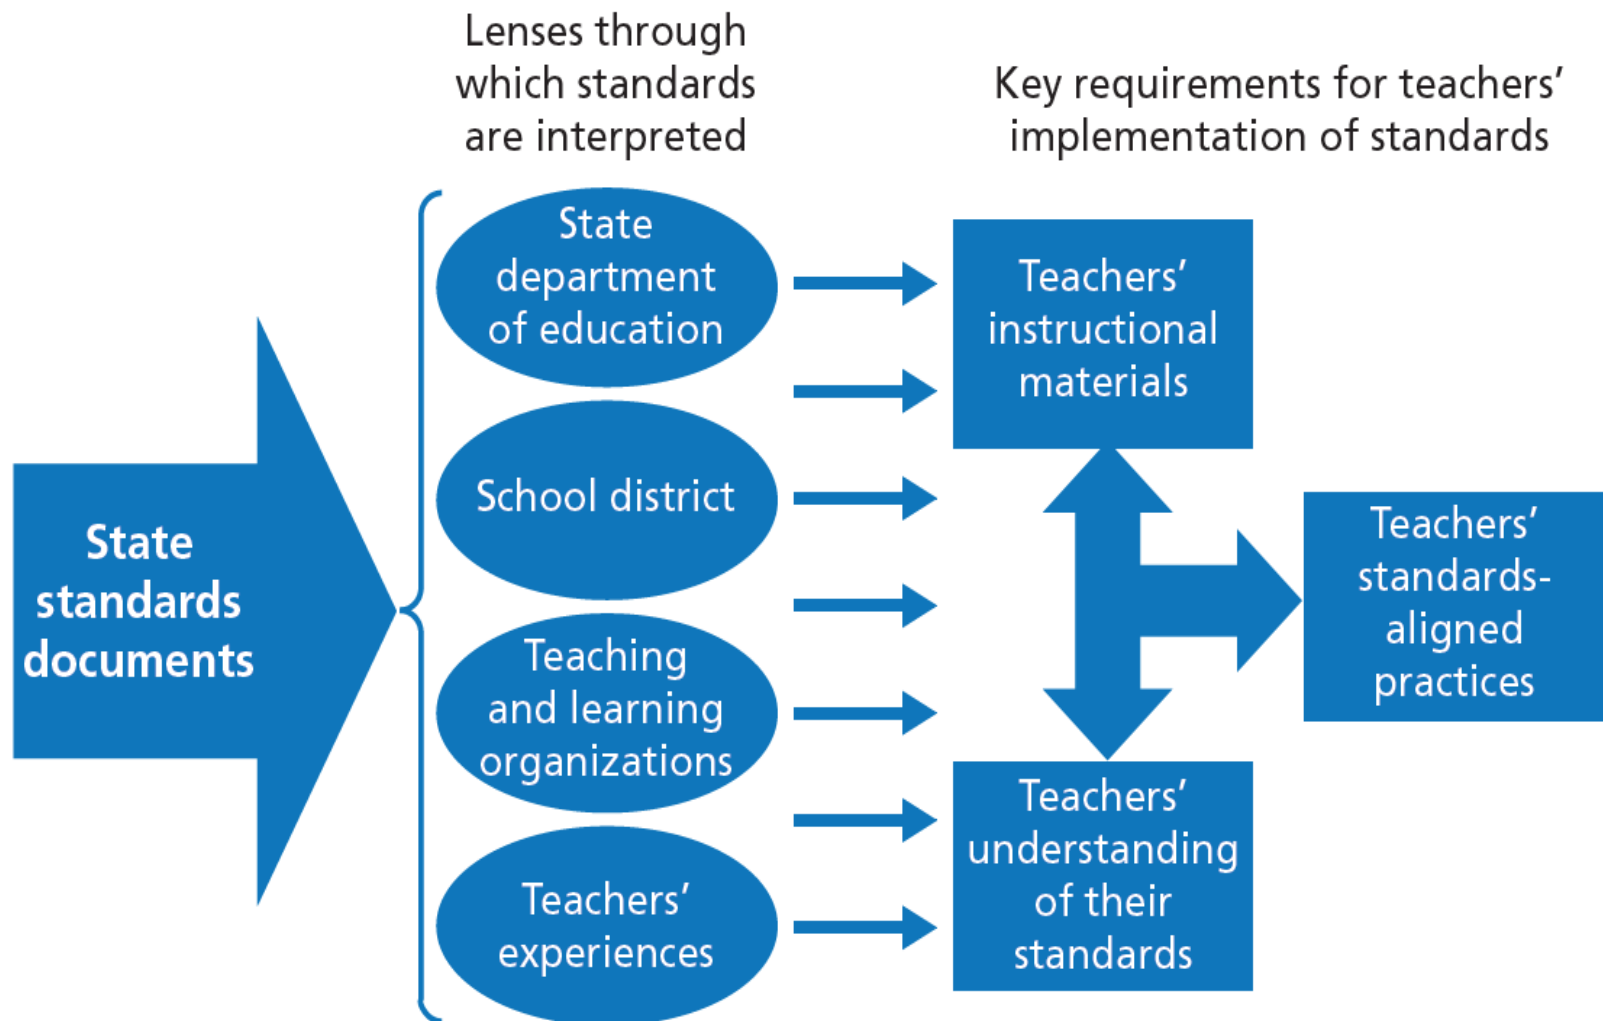 Lenses through
which standards
are interpreted
Key requirements for teachers’
implementation of standards
State
standards
documents
State
department
of education
School district
Teaching
and learning
organizations
Teachers’
experiences
Teachers’
instructional
materials
Teachers’
understanding
of their
standards
Teachers’
standards-
aligned
practices